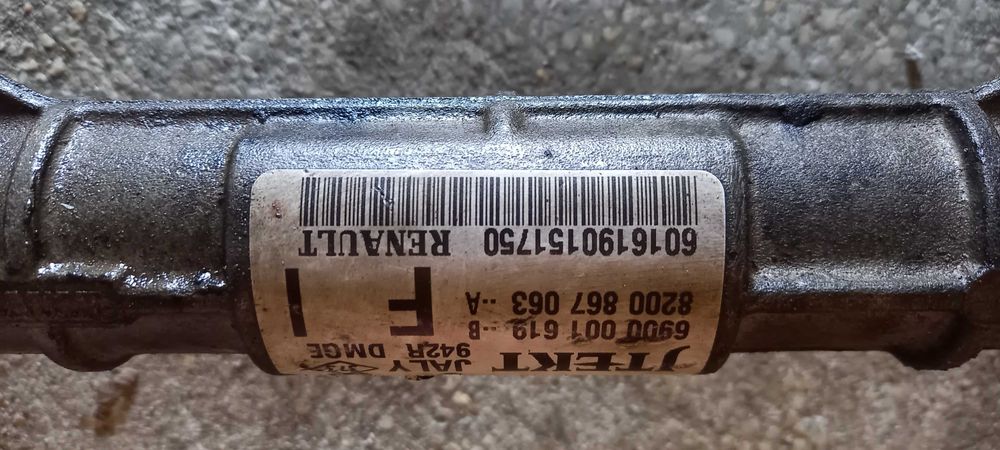 JTEKT JALY
942R DMGE
6900 001 619 ..B
8200 867 063 ..A
F
6016190151750 RENAULT